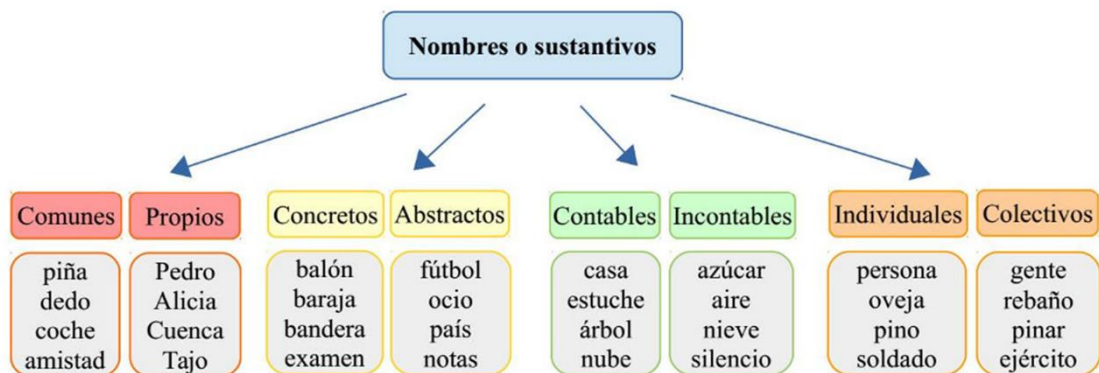 Nombres o sustantivos
Comunes
Propios
Concretos
Abstractos
Contables
Incontables
Individuales
Colectivos
piña
dedo
coche
amistad
Pedro
Alicia
Cuenca
Tajo
balón
baraja
bandera
examen
fútbol
ocio
país
notas
casa
estuche
árbol
nube
azúcar
aire
nieve
silencio
persona
oveja
pino
soldado
gente
rebaño
pinar
ejército